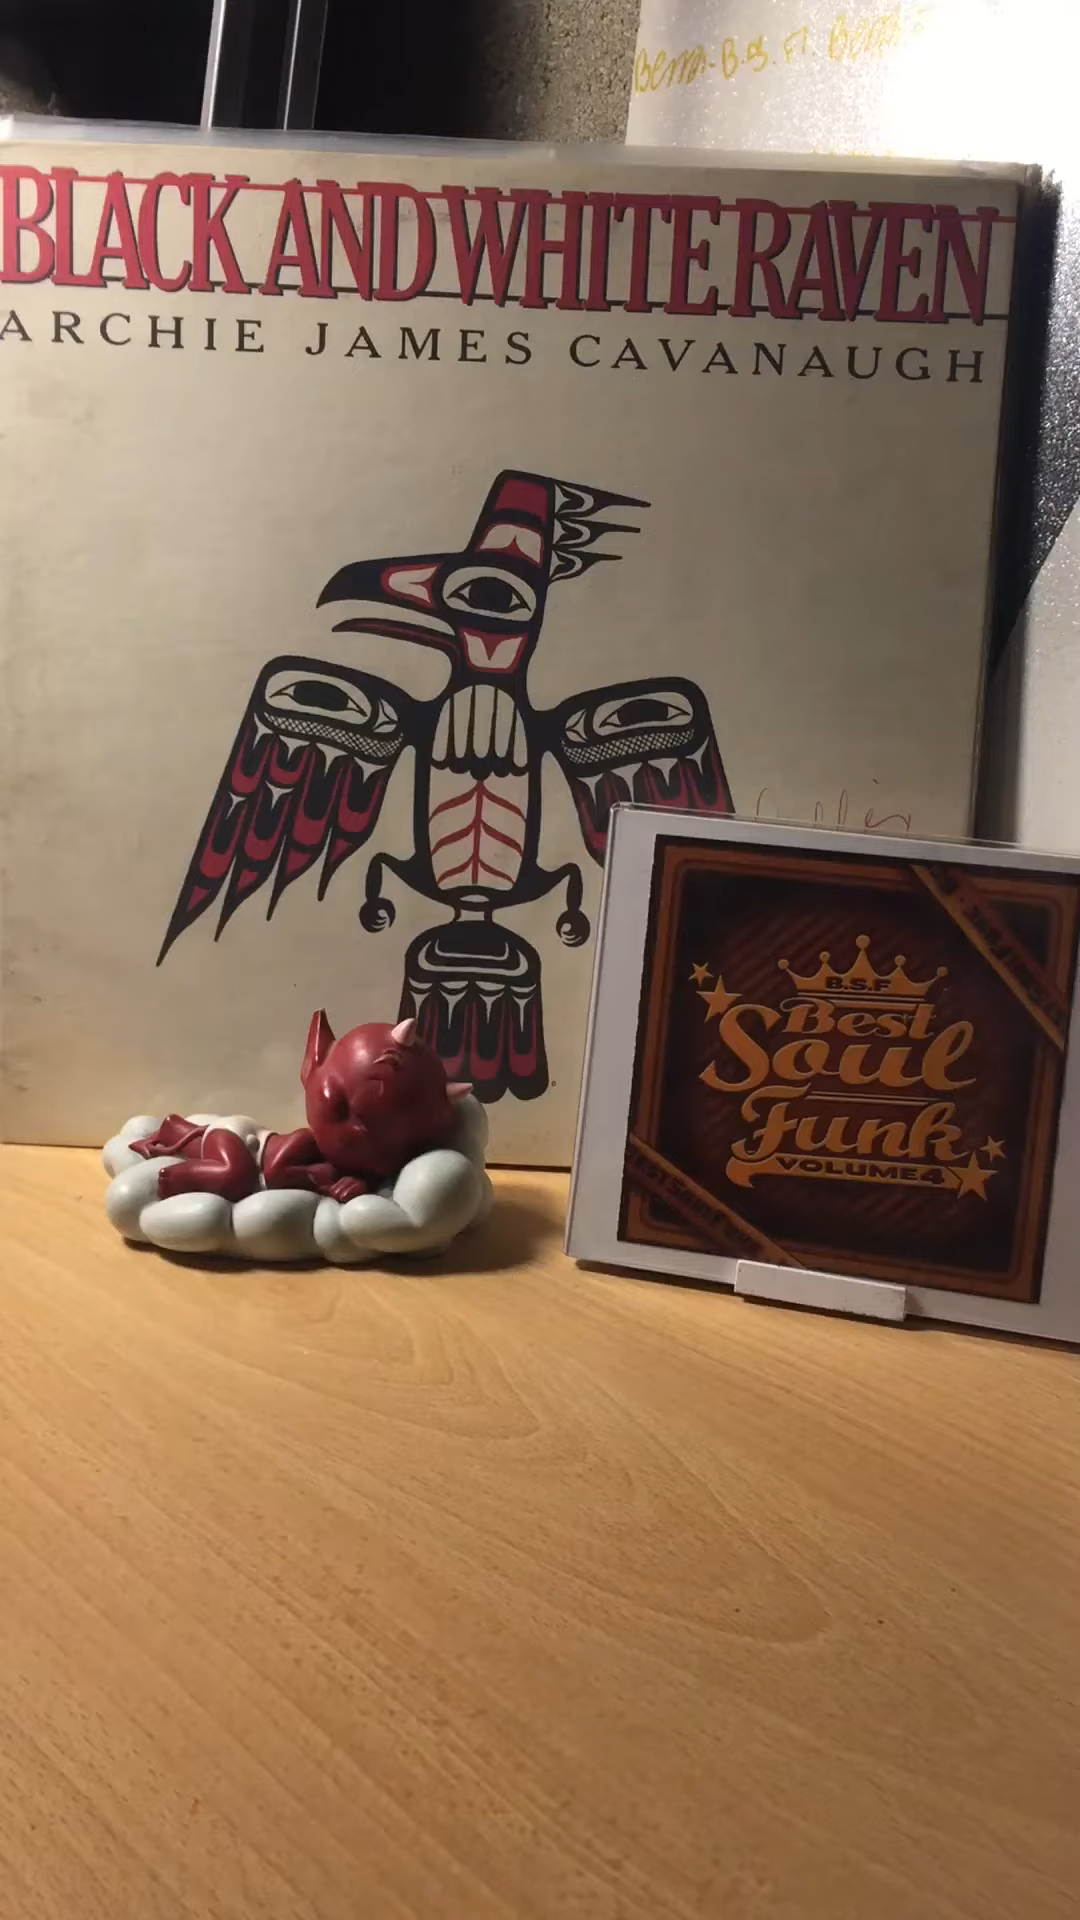 BLACK AND WHITE RAVEN
ARCHIE JAMES CAVANAUGH
B.S.F
Best
Soul
Funk
VOLUME 4